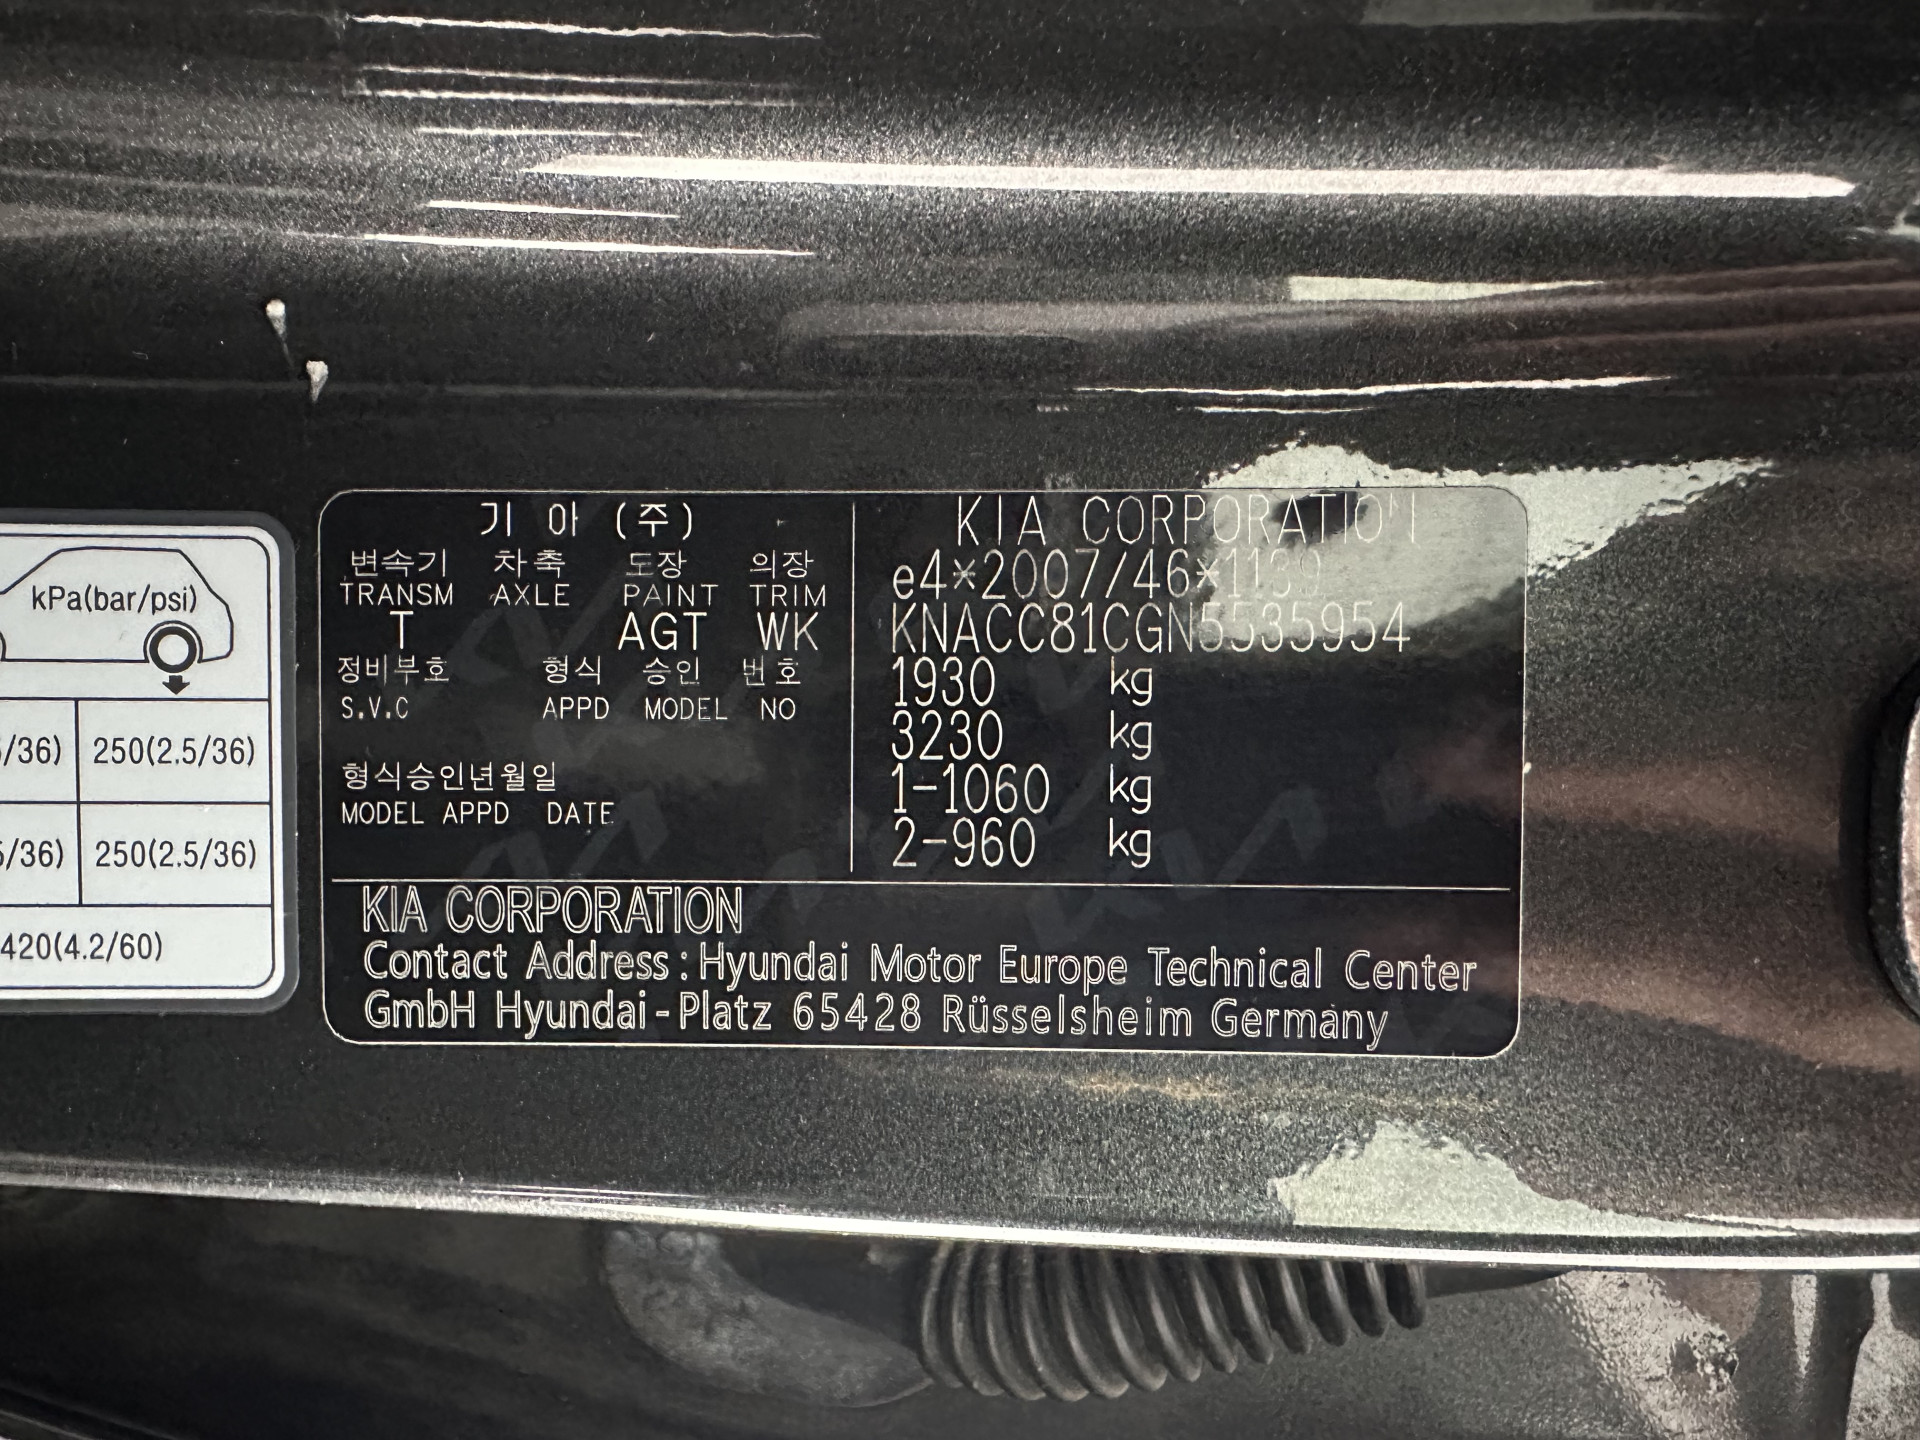 kPa(bar/psi)
/36) 250(2.5/36)
/36) 250(2.5/36)
420(4.2/60)
기 아 (주)
변속기 차축 도장 의장
TRANSM AXLE PAINT TRIM
T AGT WK
정비부호 형식 승인 번호
S.V.C APPD MODEL NO
형식승인년월일
MODEL APPD DATE
KIA CORPORATION
e4*2007/46*1139
KNACC81CGN5535954
1930 kg
3230 kg
1-1060 kg
2-960 kg
KIA CORPORATION
Contact Address : Hyundai Motor Europe Technical Center
GmbH Hyundai-Platz 65428 Rüsselsheim Germany